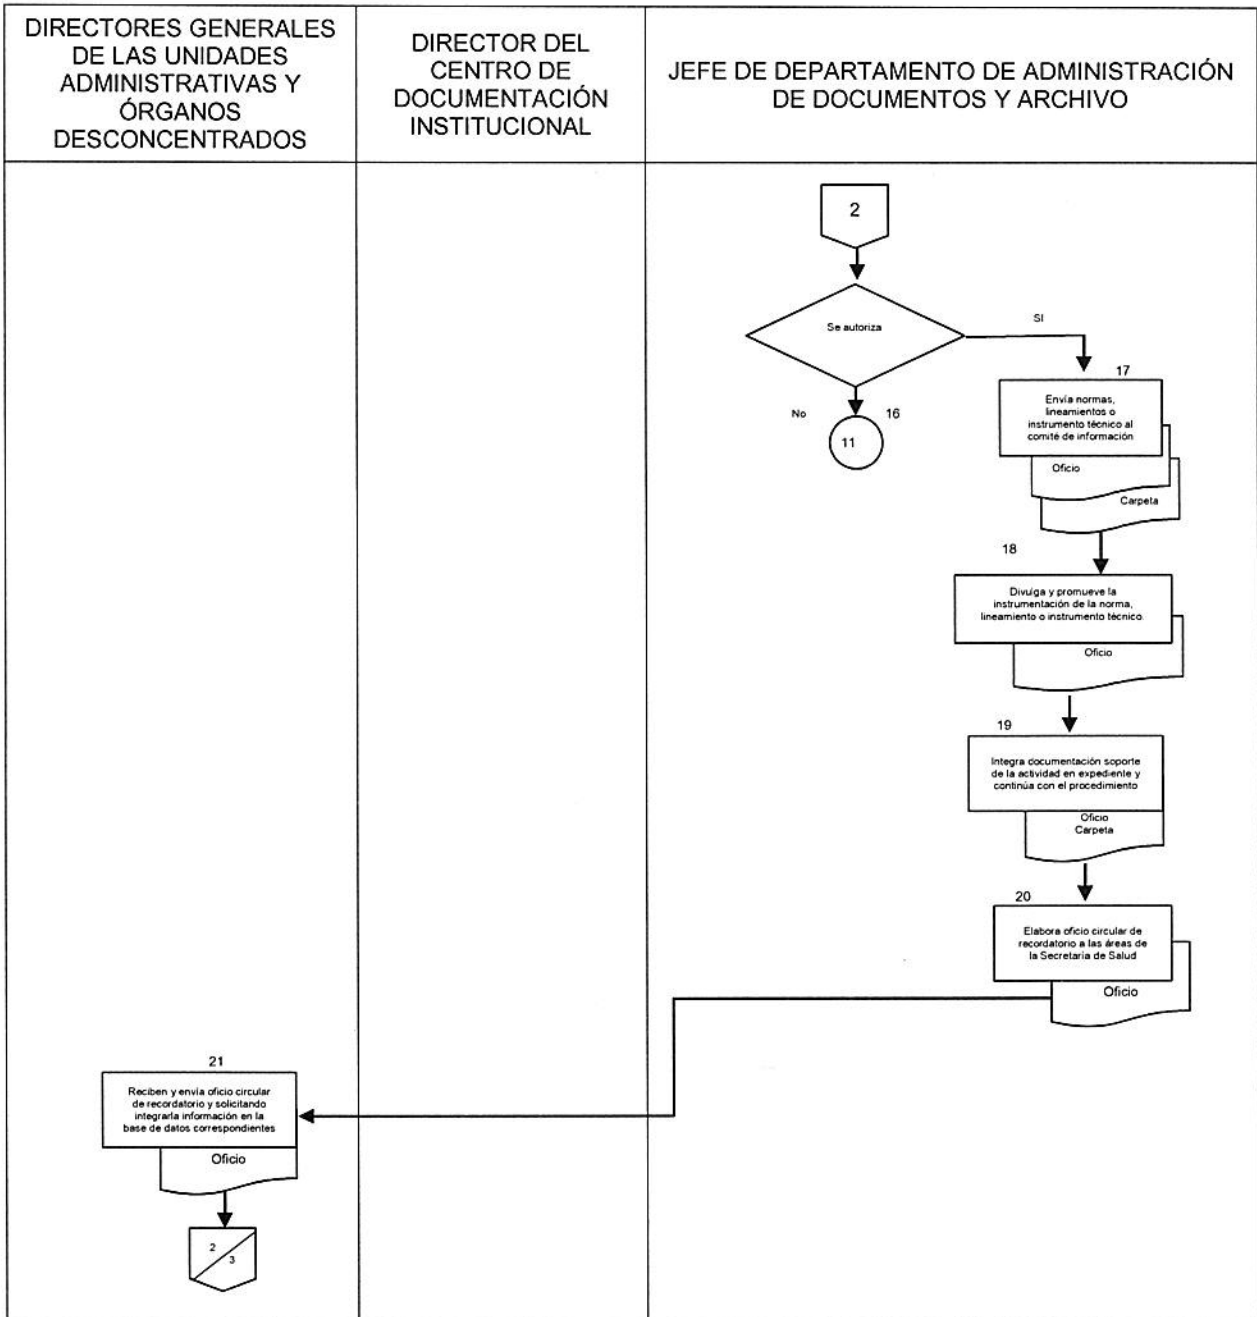 DIRECTORES GENERALES
DE LAS UNIDADES
ADMINISTRATIVAS Y
ÓRGANOS
DESCONCENTRADOS
DIRECTOR DEL
CENTRO DE
DOCUMENTACIÓN
INSTITUCIONAL
JEFE DE DEPARTAMENTO DE ADMINISTRACIÓN
DE DOCUMENTOS Y ARCHIVO
2
Se autoriza
SI
No
16
11
17
Envía normas,
lineamientos o
instrumento técnico al
comité de información
Oficio
Carpeta
18
Divulga y promueve la
instrumentación de la norma,
lineamiento o instrumento técnico.
Oficio
19
Integra documentación soporte
de la actividad en expediente y
continúa con el procedimiento
Oficio
Carpeta
20
Elabora oficio circular de
recordatorio a las áreas de
la Secretaría de Salud
Oficio
21
Reciben y envía oficio circular
de recordatorio y solicitando
integrarla información en la
base de datos correspondientes
Oficio
2
3